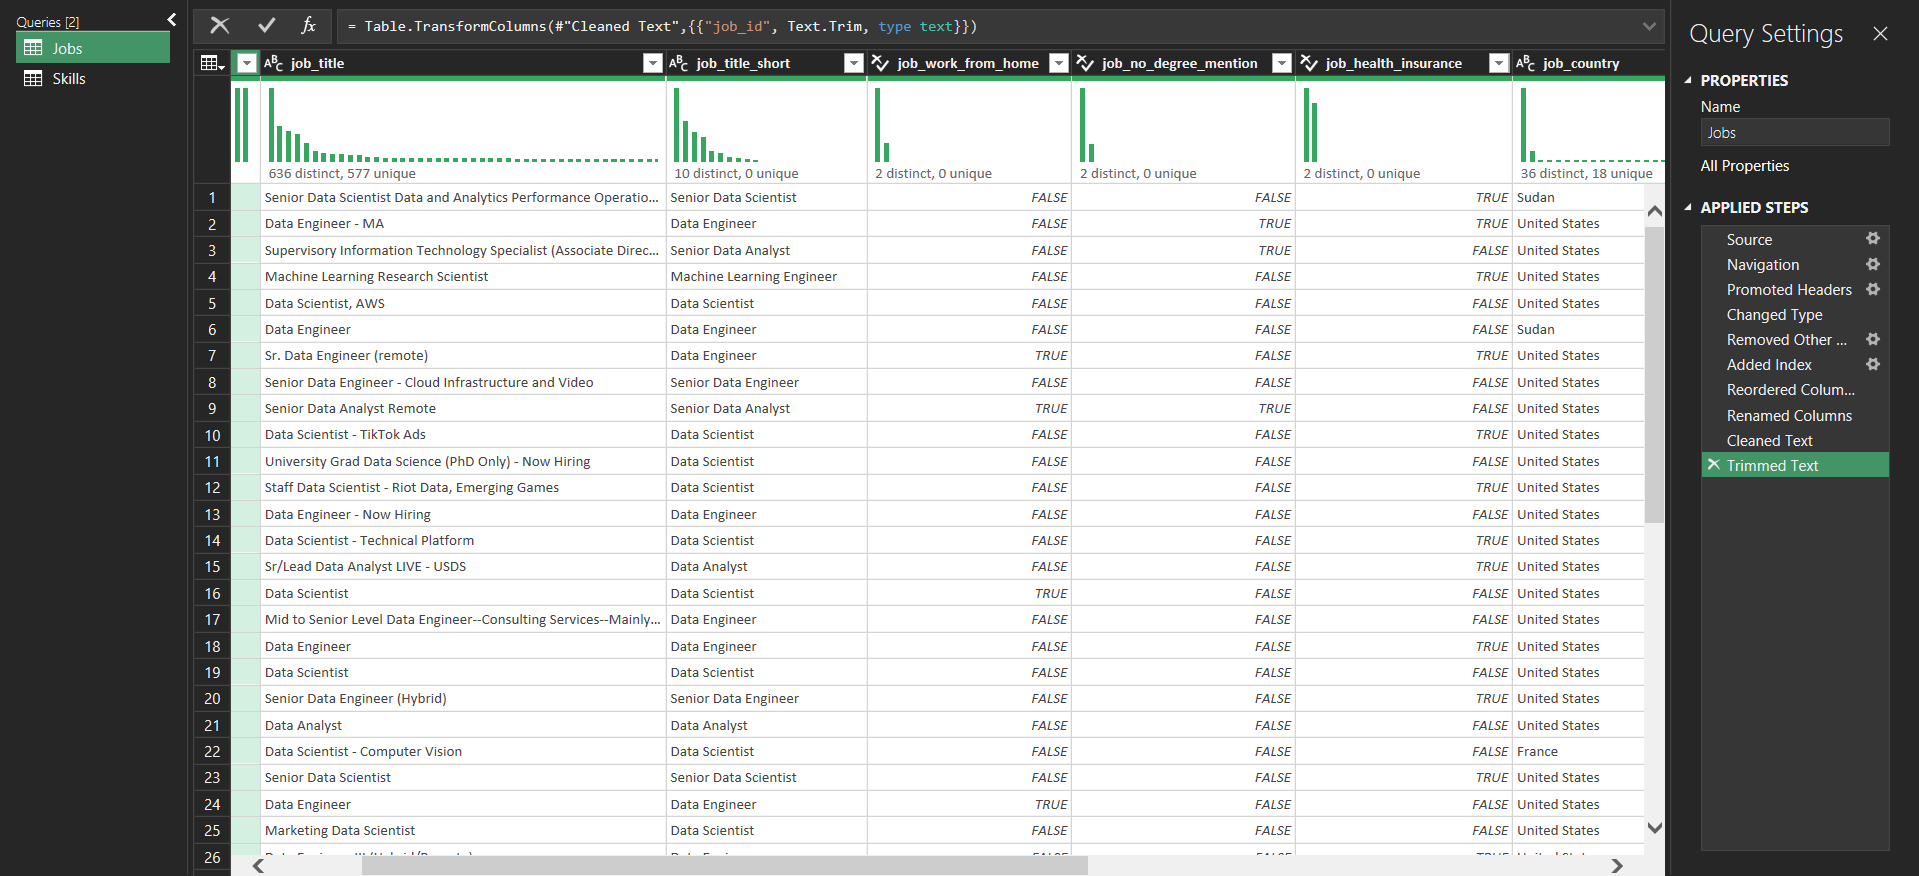 Queries [2]
Jobs
Skills
fx
= Table.TransformColumns(#"Cleaned Text",{{"job_id", Text.Trim, type text}})
ABC job_title
ABC job_title_short
job_work_from_home
job_no_degree_mention
job_health_insurance
ABC job_country
636 distinct, 577 unique
10 distinct, 0 unique
2 distinct, 0 unique
2 distinct, 0 unique
2 distinct, 0 unique
36 distinct, 18 unique
1 Senior Data Scientist Data and Analytics Performance Operatio... Senior Data Scientist FALSE FALSE TRUE Sudan
2 Data Engineer - MA Data Engineer FALSE TRUE TRUE United States
3 Supervisory Information Technology Specialist (Associate Direc... Senior Data Analyst FALSE TRUE FALSE United States
4 Machine Learning Research Scientist Machine Learning Engineer FALSE FALSE TRUE United States
5 Data Scientist, AWS Data Scientist FALSE FALSE FALSE United States
6 Data Engineer Data Engineer FALSE FALSE FALSE Sudan
7 Sr. Data Engineer (remote) Data Engineer TRUE FALSE TRUE United States
8 Senior Data Engineer - Cloud Infrastructure and Video Senior Data Engineer FALSE FALSE FALSE United States
9 Senior Data Analyst Remote Senior Data Analyst TRUE TRUE FALSE United States
10 Data Scientist - TikTok Ads Data Scientist FALSE FALSE TRUE United States
11 University Grad Data Science (PhD Only) - Now Hiring Data Scientist FALSE FALSE FALSE United States
12 Staff Data Scientist - Riot Data, Emerging Games Data Scientist FALSE FALSE TRUE United States
13 Data Engineer - Now Hiring Data Engineer FALSE FALSE FALSE United States
14 Data Scientist - Technical Platform Data Scientist FALSE FALSE TRUE United States
15 Sr/Lead Data Analyst LIVE - USDS Data Analyst FALSE FALSE TRUE United States
16 Data Scientist Data Scientist TRUE FALSE FALSE United States
17 Mid to Senior Level Data Engineer--Consulting Services--Mainly... Data Engineer FALSE FALSE FALSE United States
18 Data Engineer Data Engineer FALSE FALSE TRUE United States
19 Data Scientist Data Scientist FALSE FALSE FALSE United States
20 Senior Data Engineer (Hybrid) Senior Data Engineer FALSE FALSE TRUE United States
21 Data Analyst Data Analyst FALSE FALSE FALSE United States
22 Data Scientist - Computer Vision Data Scientist FALSE FALSE FALSE France
23 Senior Data Scientist Senior Data Scientist FALSE FALSE TRUE United States
24 Data Engineer Data Engineer TRUE FALSE FALSE United States
25 Marketing Data Scientist Data Scientist FALSE FALSE FALSE United States
26
Query Settings
PROPERTIES
Name
Jobs
All Properties
APPLIED STEPS
Source
Navigation
Promoted Headers
Changed Type
Removed Other ...
Added Index
Reordered Colum...
Renamed Columns
Cleaned Text
Trimmed Text